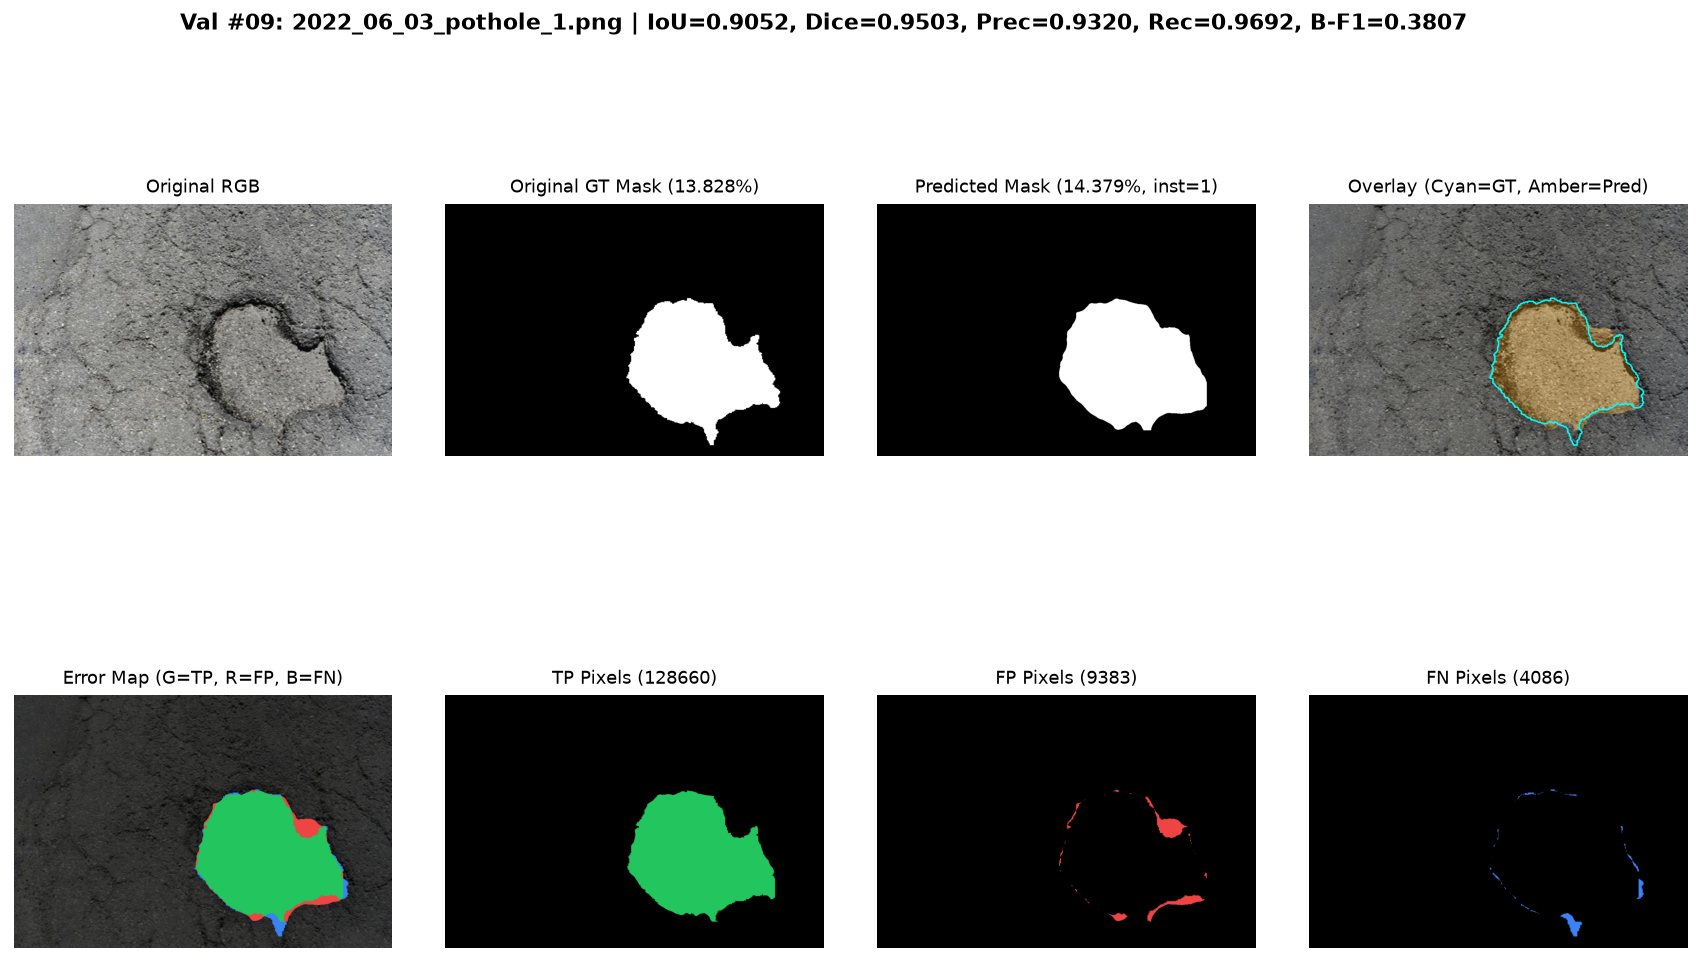 Val #09: 2022_06_03_pothole_1.png | IoU=0.9052, Dice=0.9503, Prec=0.9320, Rec=0.9692, B-F1=0.3807
Original RGB
Original GT Mask (13.828%)
Predicted Mask (14.379%, inst=1)
Overlay (Cyan=GT, Amber=Pred)
Error Map (G=TP, R=FP, B=FN)
TP Pixels (128660)
FP Pixels (9383)
FN Pixels (4086)